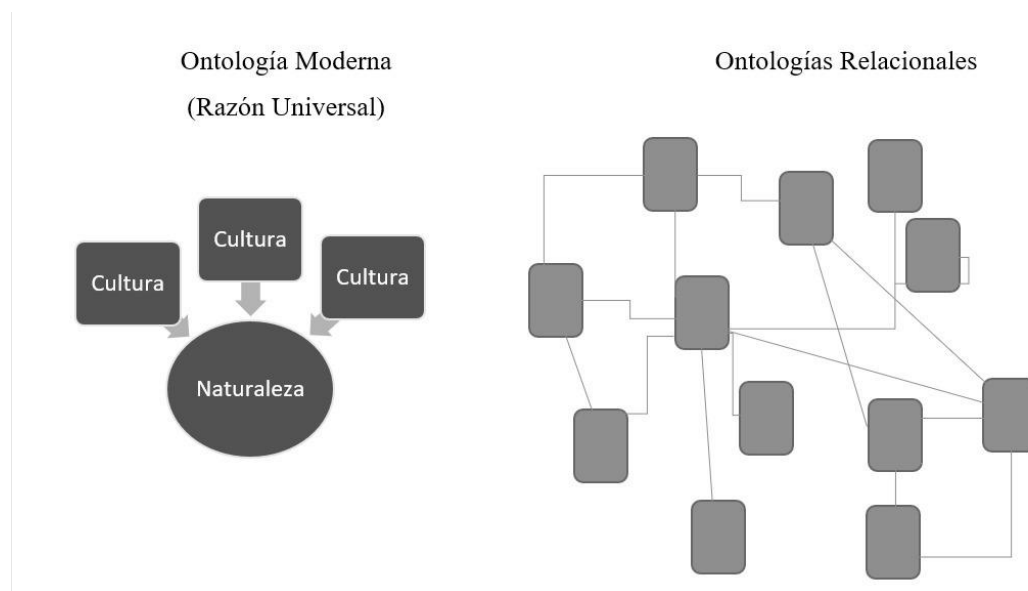 Ontología Moderna
(Razón Universal)
Ontologías Relacionales
Cultura
Cultura
Cultura
Naturaleza